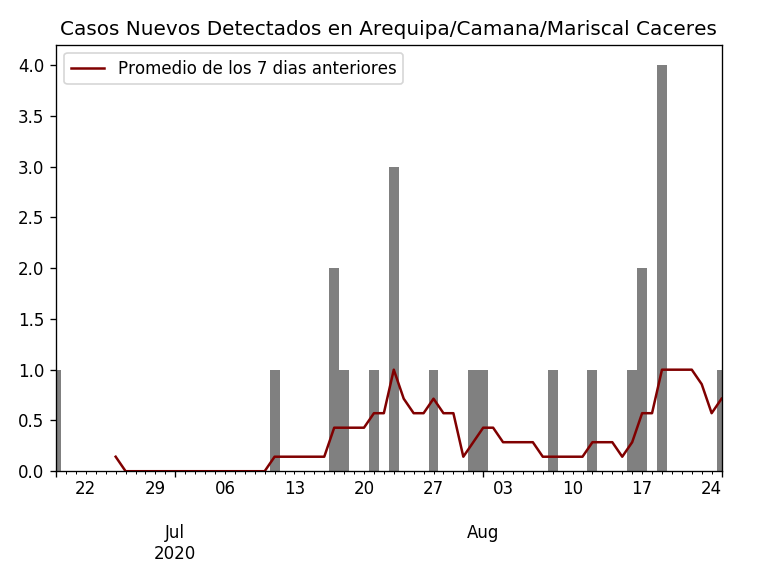 Casos Nuevos Detectados en Arequipa/Camana/Mariscal Caceres
Promedio de los 7 dias anteriores
4.0
3.5
3.0
2.5
2.0
1.5
1.0
0.5
0.0
22 29 06 13 20 27 03 10 17 24
Jul Aug
2020